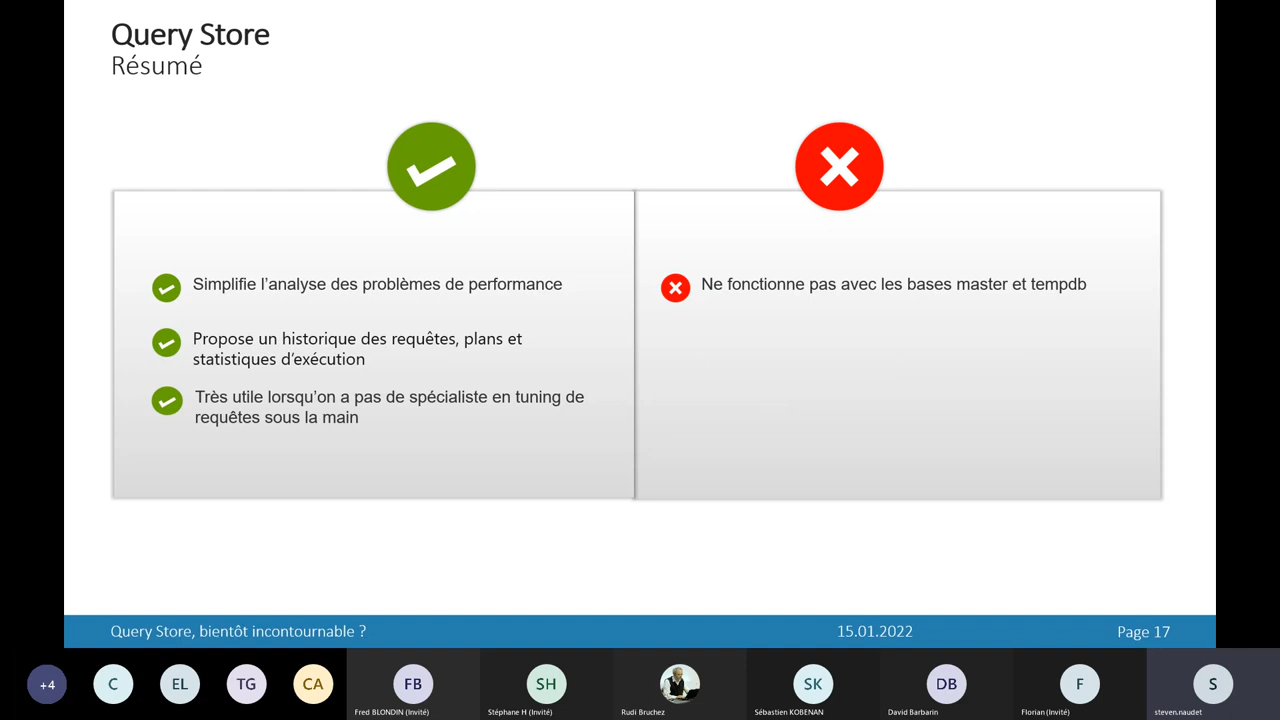 Query Store
Résumé
Simplifie l’analyse des problèmes de performance
Propose un historique des requêtes, plans et
statistiques d’exécution
Très utile lorsqu’on a pas de spécialiste en tuning de
requêtes sous la main
Ne fonctionne pas avec les bases master et tempdb
Query Store, bientôt incontournable ?
15.01.2022
Page 17
+4
C
EL
TG
CA
FB
SH
SK
DB
F
S
Fred BLONDIN (Invité)
Stéphane H (Invité)
Rudi Bruchez
Sébastien KOBENAN
David Barbarin
Florian (Invité)
steven.naudet